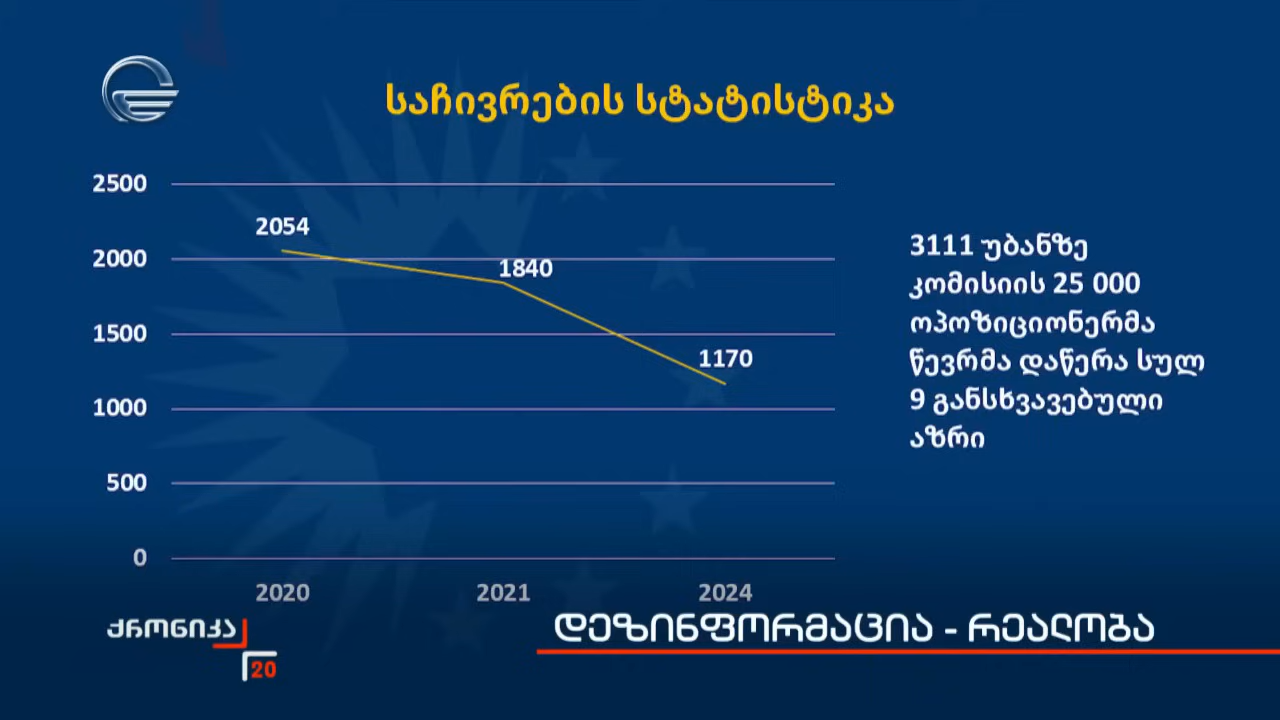 საჩივრების სტატისტიკა
2500
2000
1500
1000
500
0
2054
1840
1170
2020 2021 2024
3111 უბანზე
კომისიის 25 000
ოპოზიციონერმა
წევრმა დაწერა სულ
9 განსხვავებული
აზრი
ქრონიკა
20
დეზინფორმაცია - რეალობა